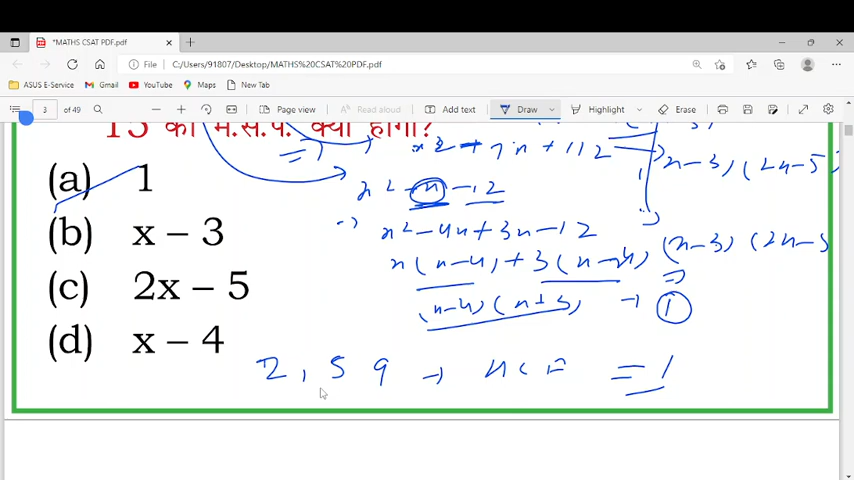 *MATHS CSAT PDF.pdf
File C:/Users/91807/Desktop/MATHS%20CSAT%20PDF.pdf
ASUS E-Service Gmail YouTube Maps New Tab
3 of 49 Page view Read aloud Add text Draw Highlight Erase
15 का म.स.प. क्या होगा?
(a) 1
(b) x − 3
(c) 2x − 5
(d) x − 4
x² - x - 12
x² - 4x + 3x - 12
x(x-4) + 3(x-4)
(x-4)(x+3) → 1
(x-3)(2x-5
2, 5 9 → HCF = 1